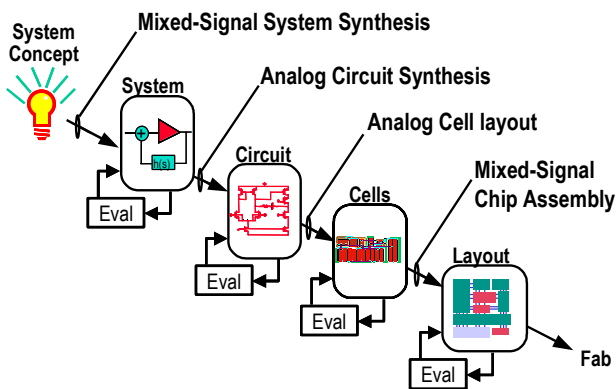 System
Concept
Mixed-Signal System Synthesis
System
Analog Circuit Synthesis
h(s)
Eval
Circuit
Analog Cell layout
Eval
Cells
Mixed-Signal
Chip Assembly
Eval
Layout
Eval
Fab